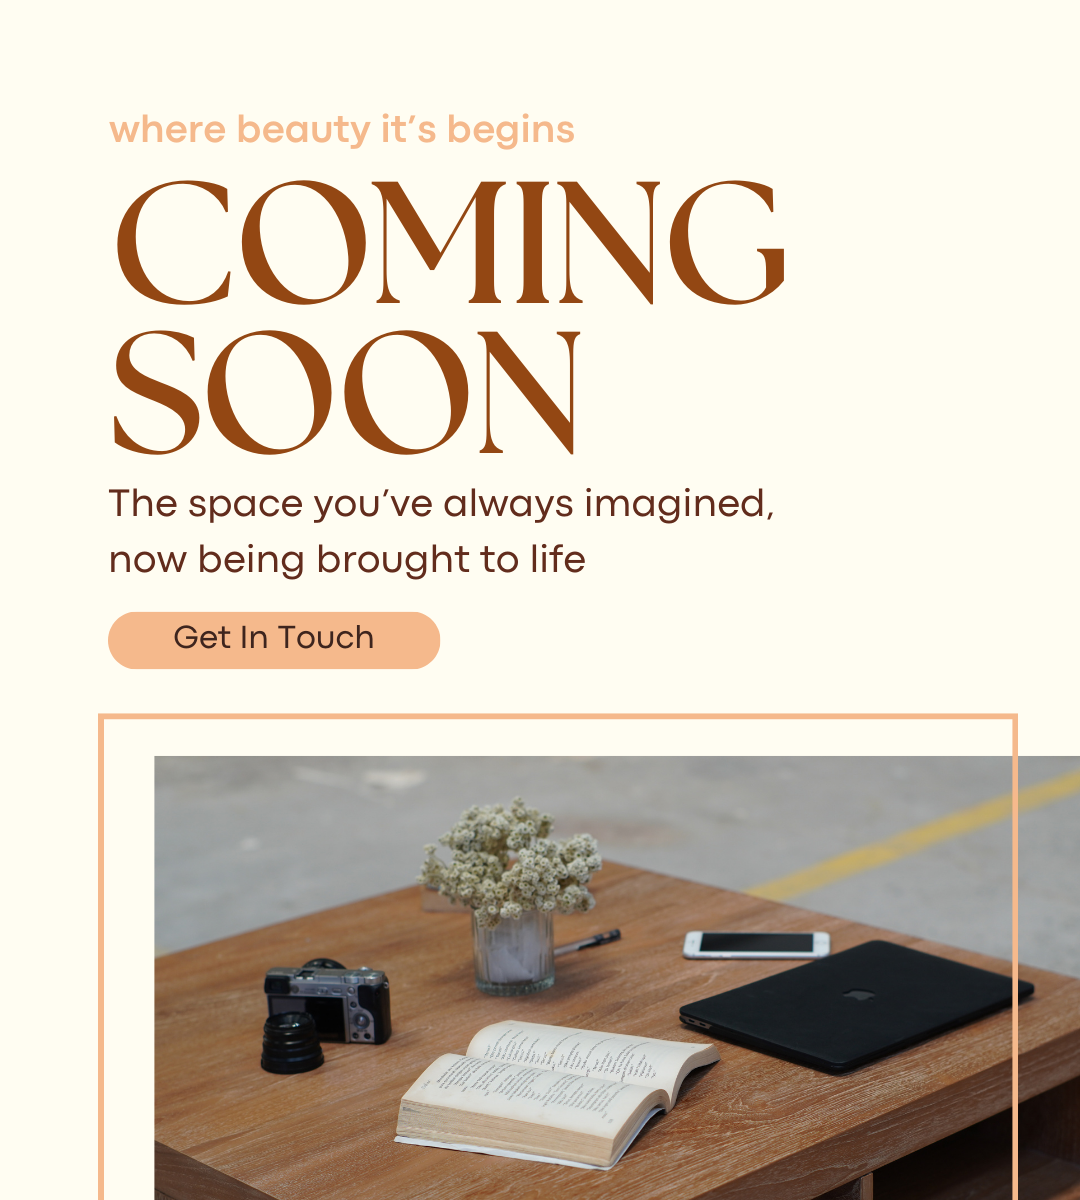 where beauty it’s begins
COMING
SOON
The space you’ve always imagined,
now being brought to life
Get In Touch